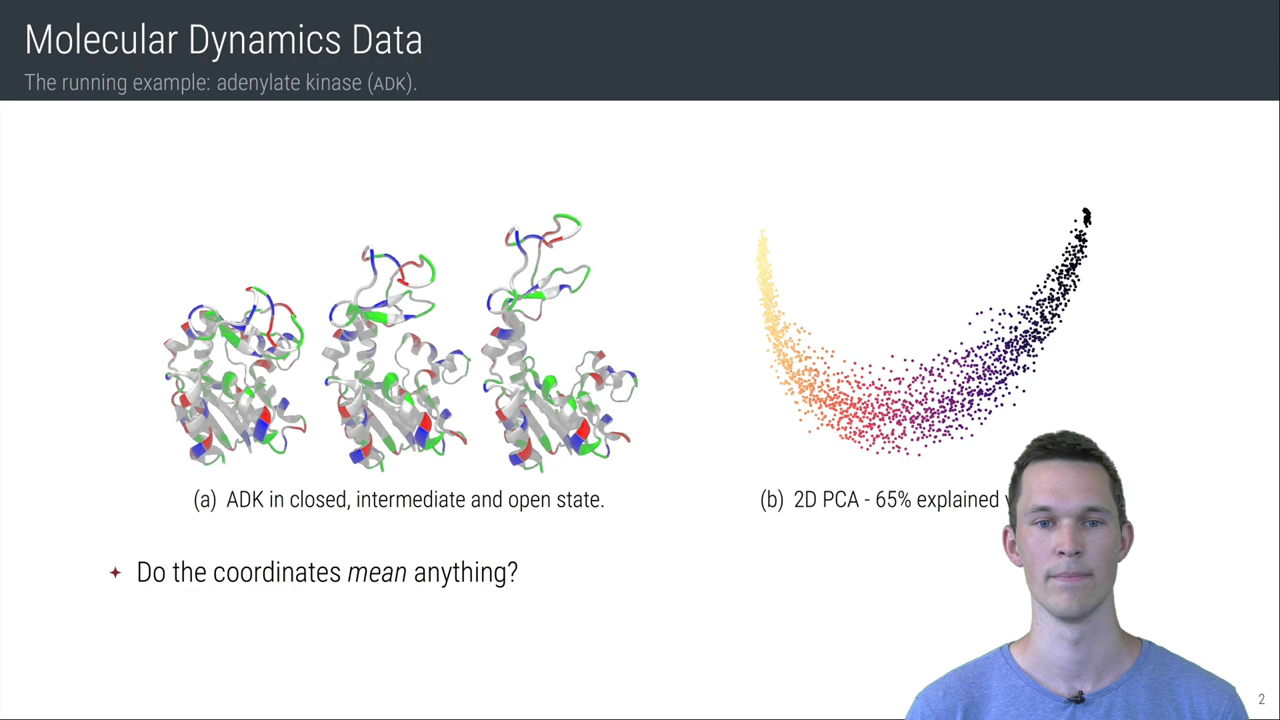 Molecular Dynamics Data
The running example: adenylate kinase (ADK).
(a) ADK in closed, intermediate and open state.
(b) 2D PCA - 65% explained
Do the coordinates mean anything?
2